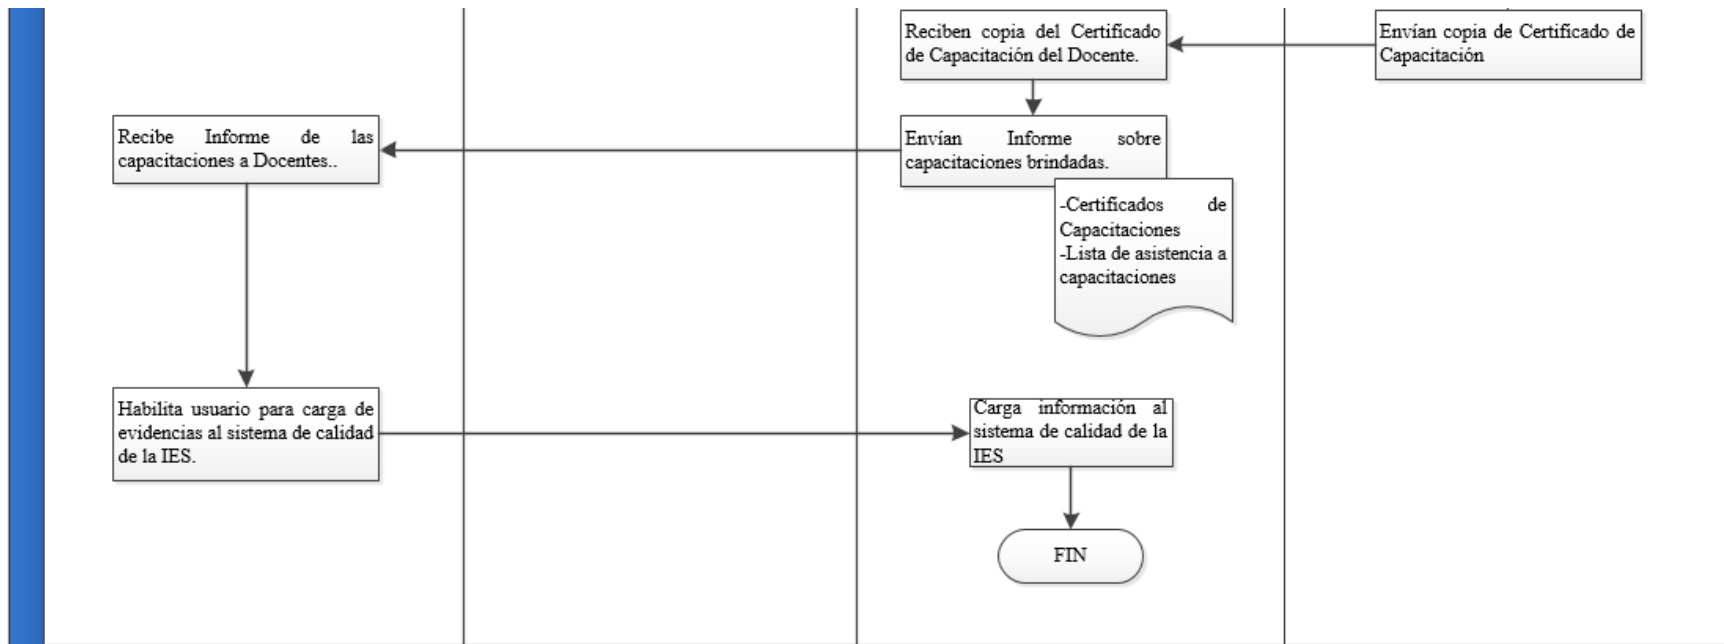 Reciben copia del Certificado
de Capacitación del Docente.
Envían copia de Certificado de
Capacitación
Recibe Informe de las
capacitaciones a Docentes..
Envían Informe sobre
capacitaciones brindadas.
-Certificados de
Capacitaciones
-Lista de asistencia a
capacitaciones
Habilita usuario para carga de
evidencias al sistema de calidad
de la IES.
Carga información al
sistema de calidad de la
IES
FIN